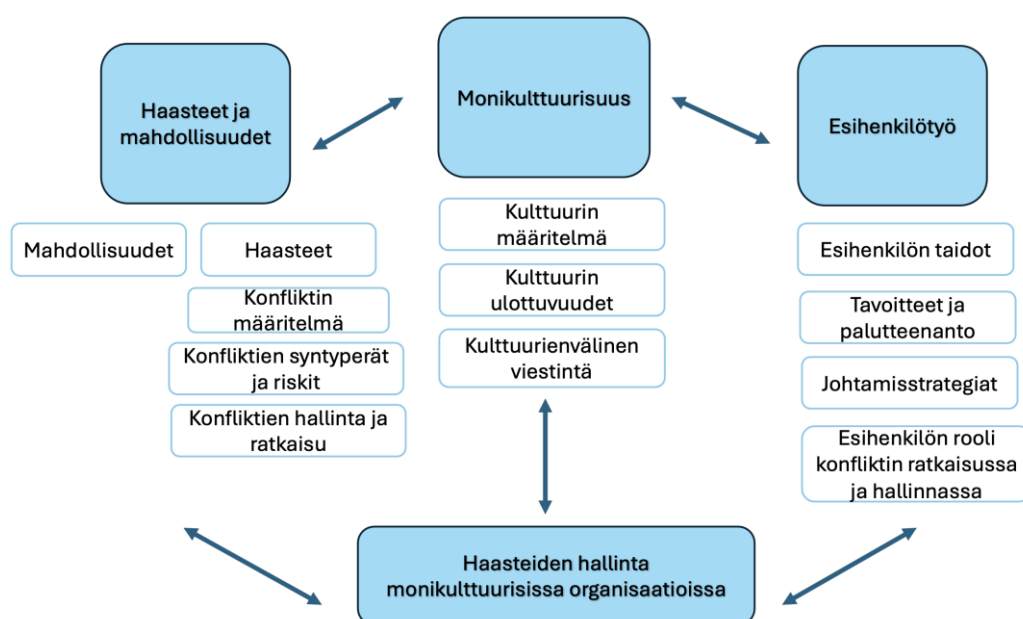 Haasteet ja
mahdollisuudet
Monikulttuurisuus
Esihenkilötyö
Mahdollisuudet
Haasteet
Konfliktin
määritelmä
Konfliktien syntyperät
ja riskit
Konfliktien hallinta ja
ratkaisu
Kulttuurin
määritelmä
Kulttuurin
ulottuvuudet
Kulttuurienvälinen
viestintä
Esihenkilön taidot
Tavoitteet ja
palutteenanto
Johtamisstrategiat
Esihenkilön rooli
konfliktin ratkaisussa
ja hallinnassa
Haasteiden hallinta
monikulttuurisissa organisaatioissa